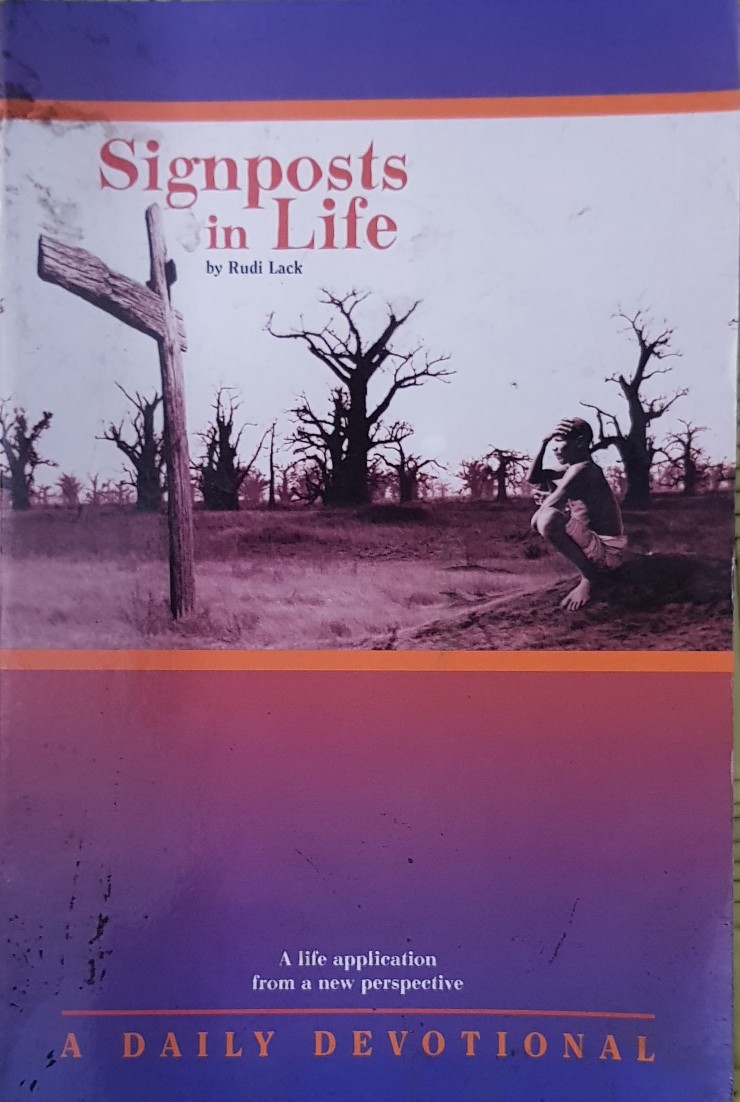 Signposts
in Life
by Rudi Lack
A life application
from a new perspective
A DAILY DEVOTIONAL